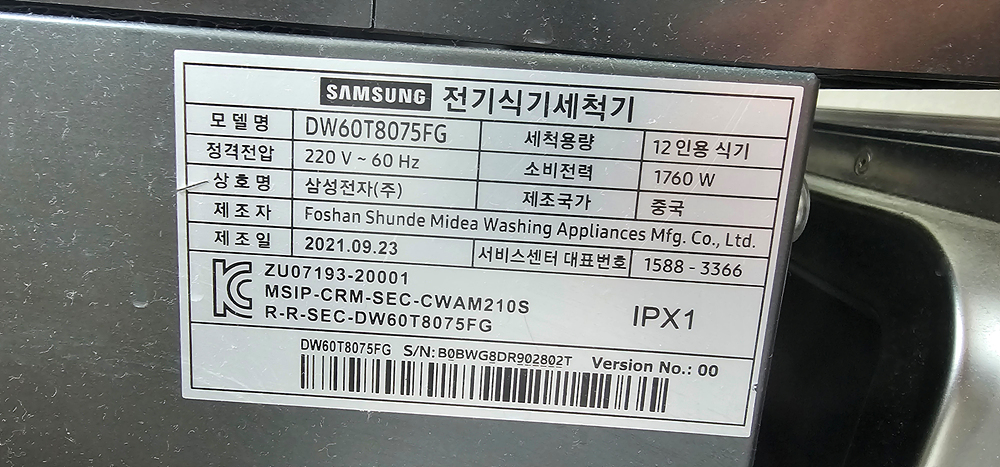 SAMSUNG 전기식기세척기
모델명 DW60T8075FG 세척용량 12인용 식기
정격전압 220 V ~ 60 Hz 소비전력 1760 W
상호명 삼성전자(주) 제조국가 중국
제조자 Foshan Shunde Midea Washing Appliances Mfg. Co., Ltd.
제조일 2021.09.23 서비스센터 대표번호 1588 - 3366
ZU07193-20001
MSIP-CRM-SEC-CWAM210S
R-R-SEC-DW60T8075FG IPX1
DW60T8075FG S/N: B0BWG8DR902802T Version No.: 00